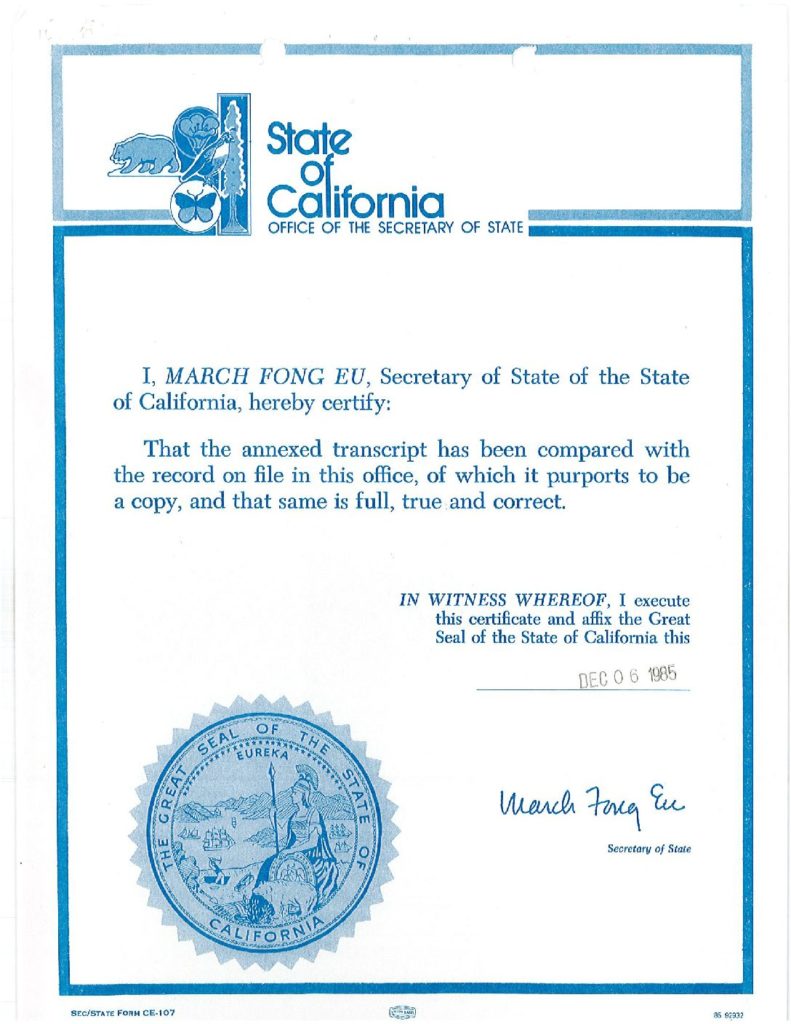 State
of
California
OFFICE OF THE SECRETARY OF STATE
I, MARCH FONG EU, Secretary of State of the State
of California, hereby certify:
That the annexed transcript has been compared with
the record on file in this office, of which it purports to be
a copy, and that same is full, true and correct.
IN WITNESS WHEREOF, I execute
this certificate and affix the Great
Seal of the State of California this
DEC 06 1985
THE GREAT SEAL OF THE STATE OF CALIFORNIA
EUREKA
March Fong Eu
Secretary of State
SEC/STATE FORM CE-107
85 92932